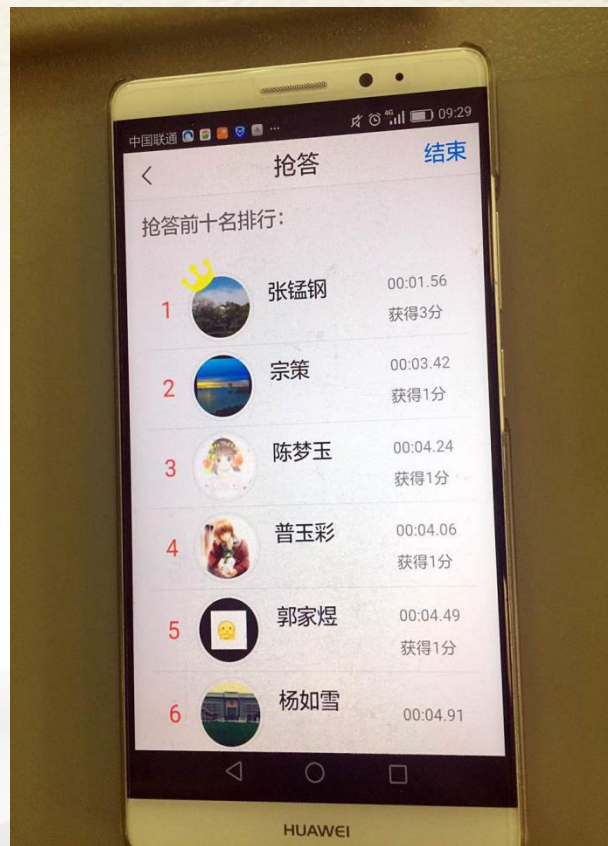 中国联通 09:29
抢答 结束
抢答前十名排行：
1 张锰钢 00:01.56
获得3分
2 宗策 00:03.42
获得1分
3 陈梦玉 00:04.24
获得1分
4 普玉彩 00:04.06
获得1分
5 郭家煜 00:04.49
获得1分
6 杨如雪 00:04.91
HUAWEI